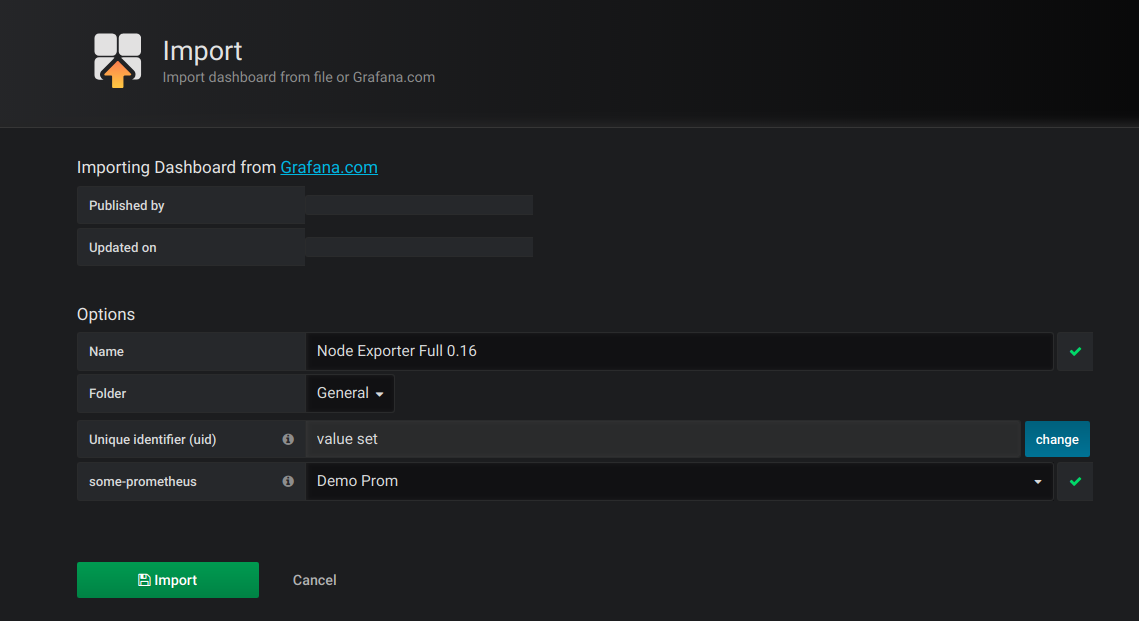 Import
Import dashboard from file or Grafana.com
Importing Dashboard from Grafana.com
Published by
Updated on
Options
Name Node Exporter Full 0.16
Folder General
Unique identifier (uid) value set change
some-prometheus Demo Prom
Import Cancel